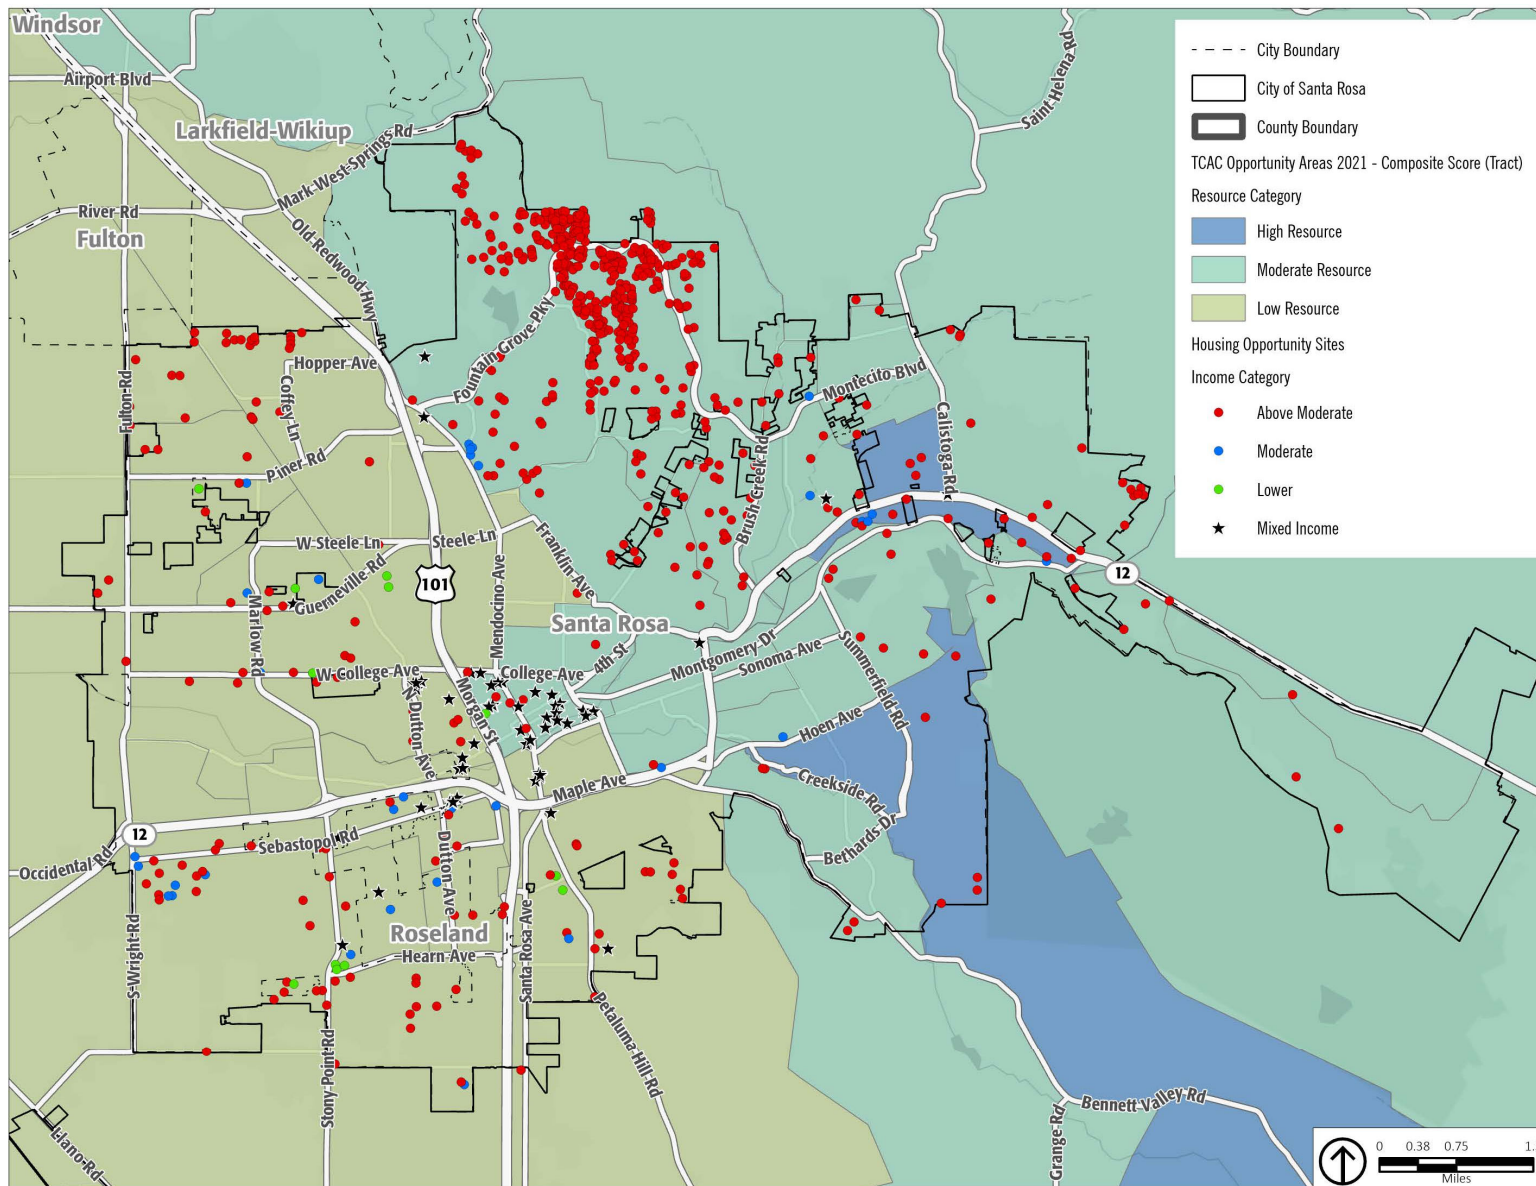 Windsor
Airport Blvd
Larkfield-Wikiup
Mark West Springs Rd
River Rd
Fulton
Old Redwood Hwy
Saint Helena Rd
City Boundary
City of Santa Rosa
County Boundary
TCAC Opportunity Areas 2021 - Composite Score (Tract)
Resource Category
High Resource
Moderate Resource
Low Resource
Housing Opportunity Sites
Income Category
Above Moderate
Moderate
Lower
Mixed Income
Hopper Ave
Fulton Rd
Coffey Ln
Fountain Grove Pky
Montecito Blvd
Calistoga Rd
Piner Rd
Brush Creek Rd
W Steele Ln
Steele Ln
Franklin Ave
Guerneville Rd
101
Mendocino Ave
Marlow Rd
Santa Rosa
12
W College Ave
College Ave
4th St
Montgomery Dr
Sonoma Ave
Summerfield Rd
N Dutton Ave
Morgan St
Hoen Ave
Maple Ave
Creekside Rd
Bethards Dr
12
Sebastopol Rd
Occidental Rd
Dutton Ave
Roseland
Hearn Ave
S Wright Rd
Santa Rosa Ave
Stony Point Rd
Petaluma Hill Rd
Bennett Valley Rd
Grange Rd
Llano Rd
0 0.38 0.75 1.
Miles